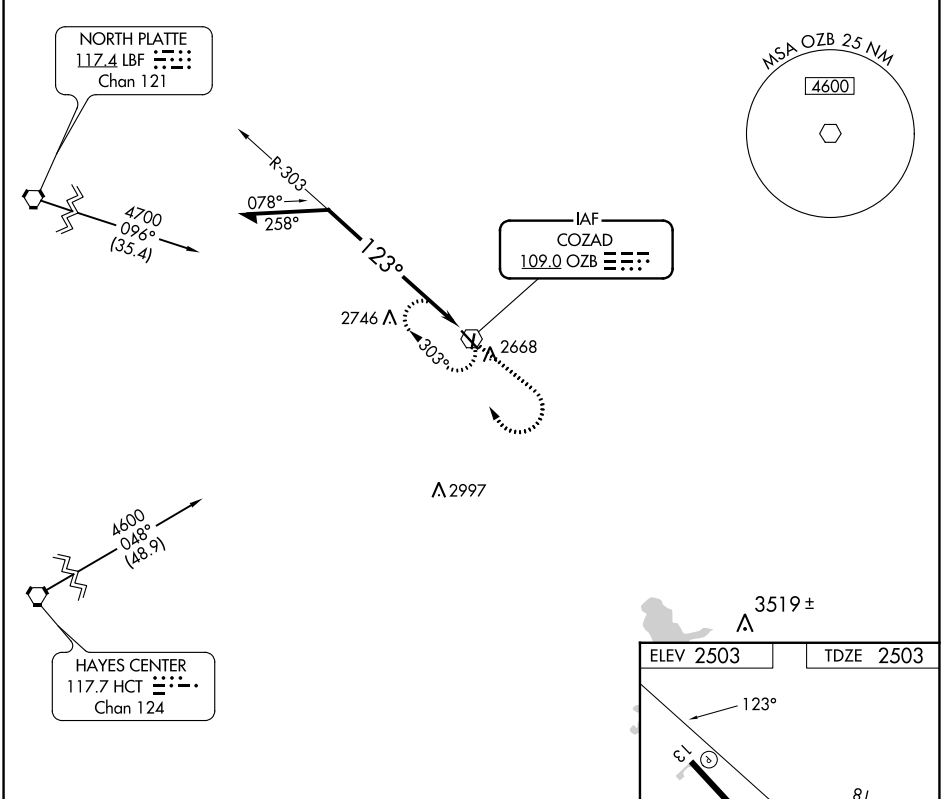 NORTH PLATTE
117.4 LBF
Chan 121
MSA OZB 25 NM
4600
R-303
078°
258°
4700
096°
(35.4)
123°
IAF
COZAD
109.0 OZB
2746
303°
2668
2997
4600
048°
(48.9)
HAYES CENTER
117.7 HCT
Chan 124
3519 ±
ELEV 2503
TDZE 2503
123°
13
P